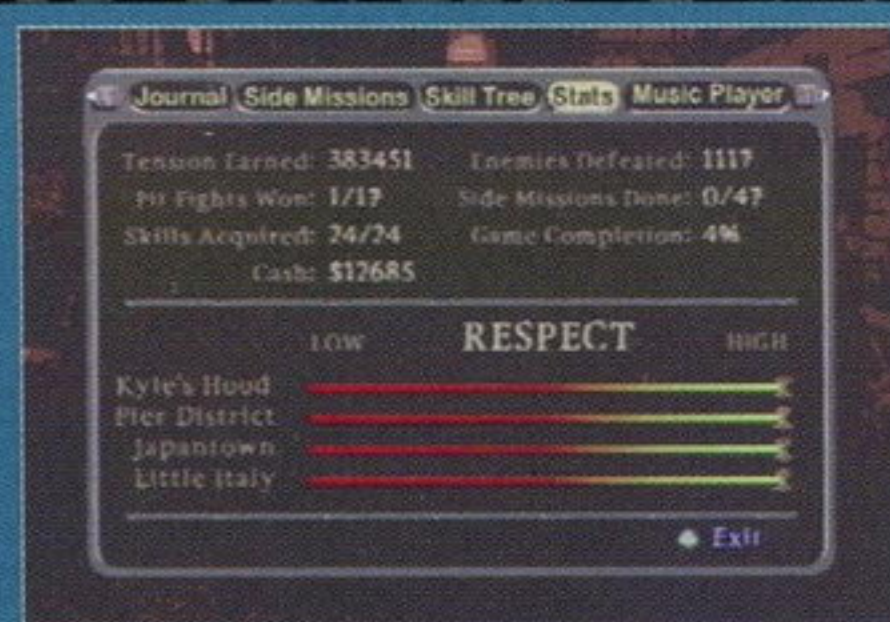 Journal Side Missions Skill Tree Stats Music Player
Tension Earned: 383451 Enemies Defeated: 1117
Pit Fights Won: 1/17 Side Missions Done: 0/47
Skills Acquired: 24/24 Game Completion: 4%
Cash: $12685
LOW RESPECT HIGH
Kyle's Hood
Pier District
Japantown
Little Italy
Exit